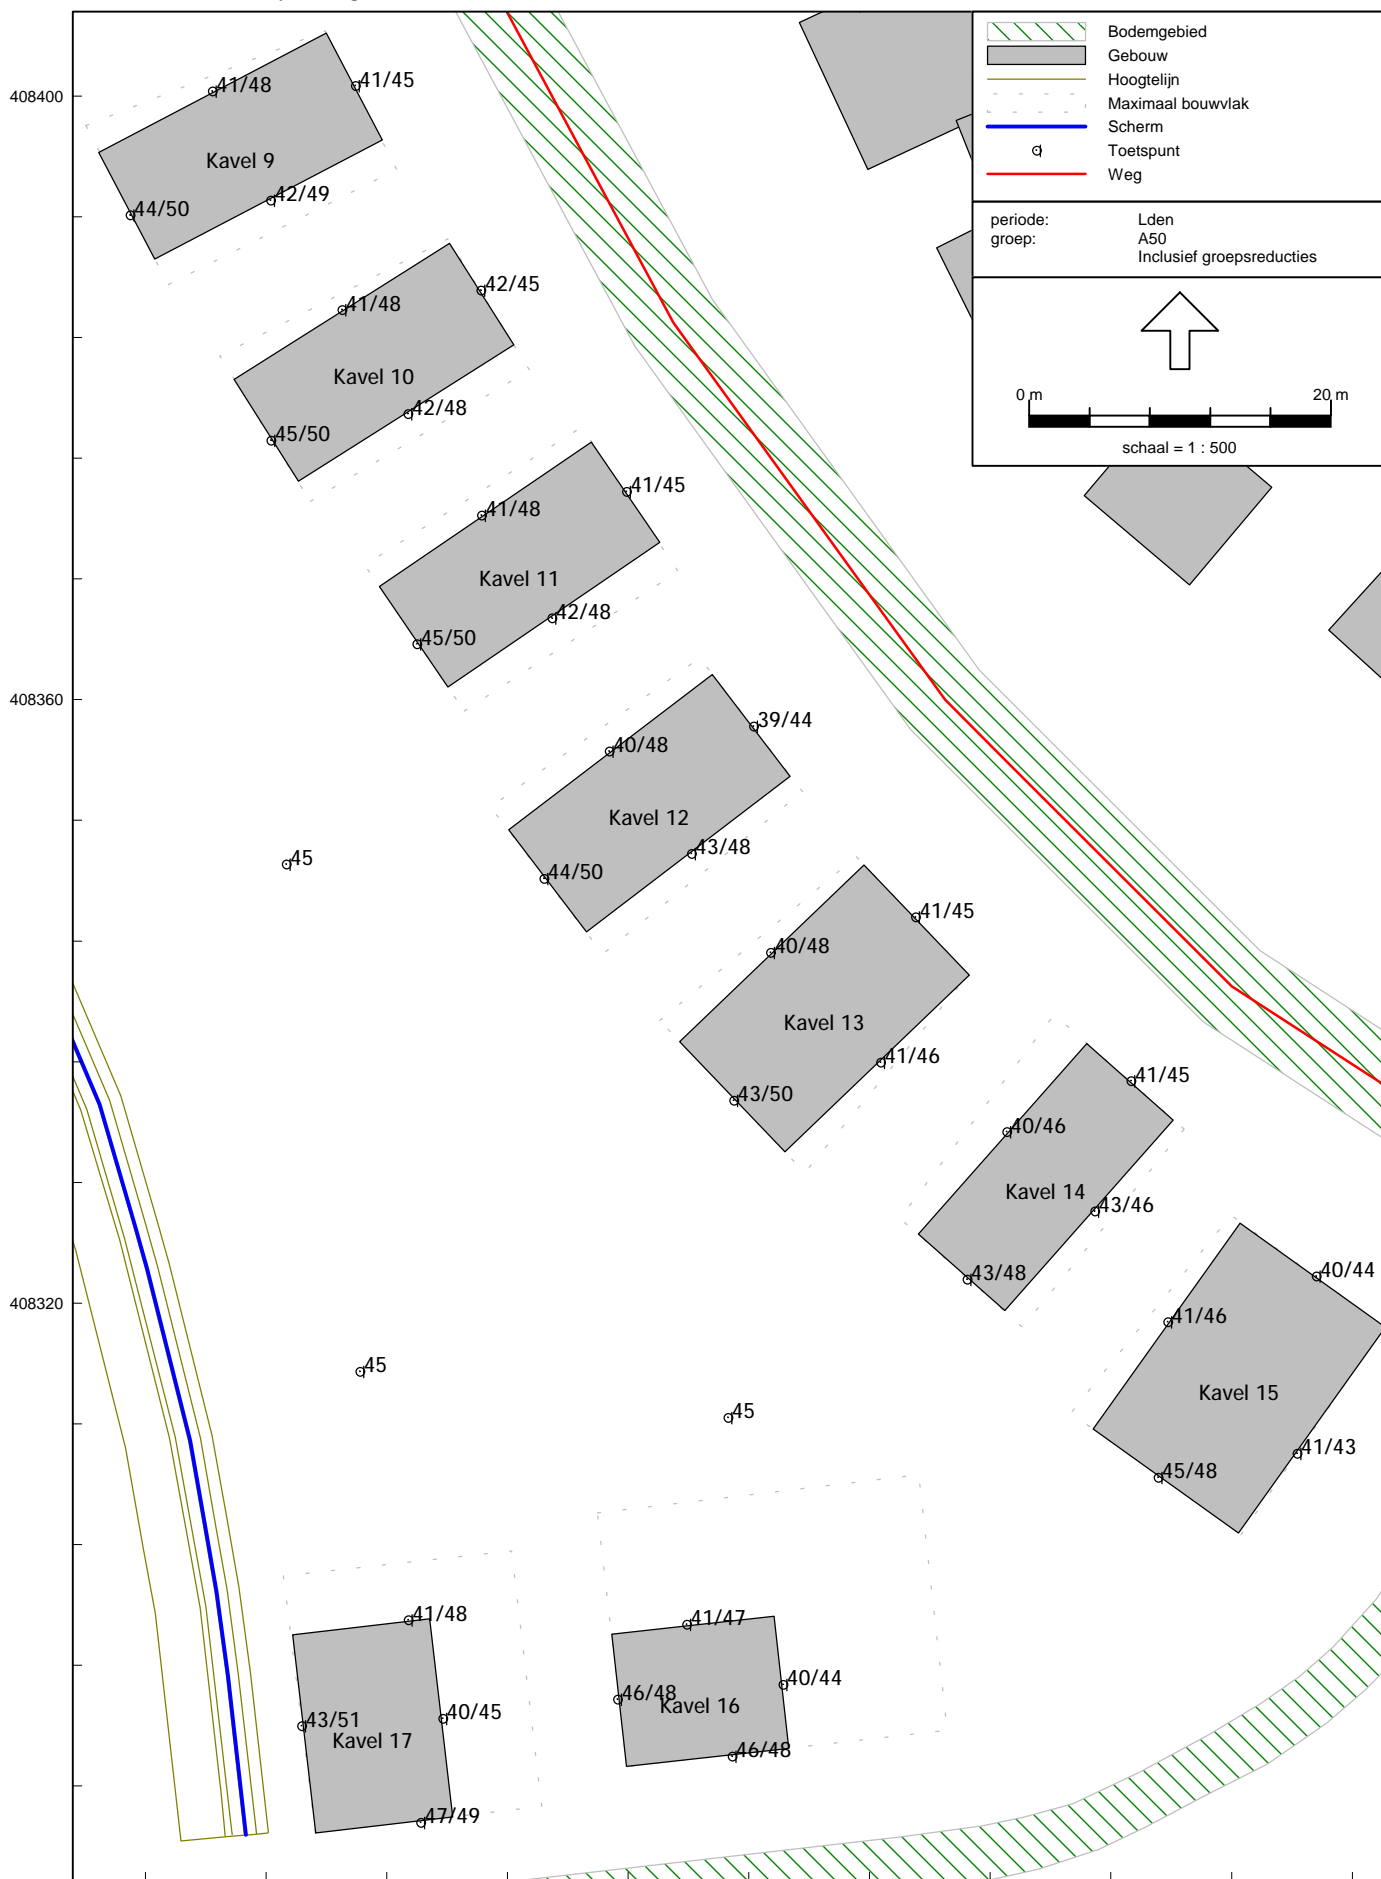 Bodemgebied
Gebouw
Hoogtelijn
Maximaal bouwvlak
Scherm
Toetspunt
Weg
periode: Lden
groep: A50
Inclusief groepsreducties
0 m 20 m
schaal = 1 : 500
408400
41/48
41/45
Kavel 9
44/50
42/49
42/45
41/48
Kavel 10
42/48
45/50
41/45
41/48
Kavel 11
42/48
45/50
408360
39/44
40/48
Kavel 12
43/48
44/50
45
41/45
40/48
Kavel 13
41/46
43/50
41/45
40/46
Kavel 14
43/46
43/48
408320
40/44
41/46
Kavel 15
41/43
45/48
45
45
41/48
43/51
40/45
Kavel 17
47/49
41/47
46/48
40/44
Kavel 16
46/48